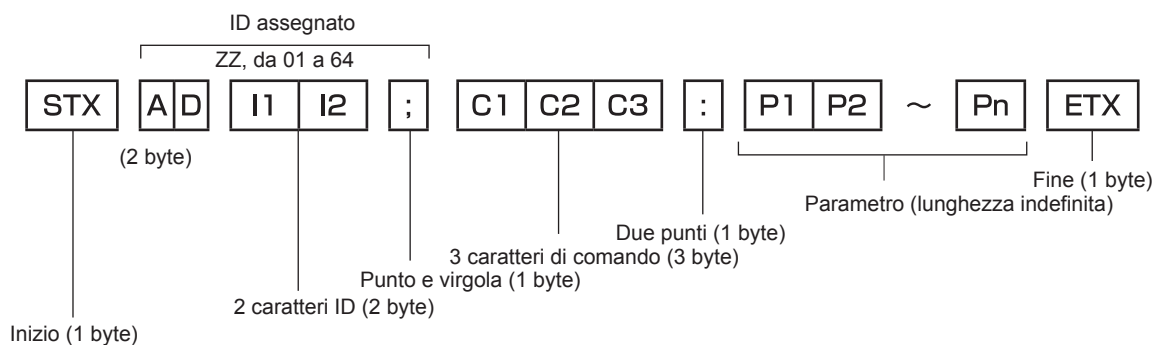 ID assegnato
ZZ, da 01 a 64
STX A D I1 I2 ; C1 C2 C3 : P1 P2 ~ Pn ETX
(2 byte)
Fine (1 byte)
Parametro (lunghezza indefinita)
Due punti (1 byte)
3 caratteri di comando (3 byte)
Punto e virgola (1 byte)
2 caratteri ID (2 byte)
Inizio (1 byte)